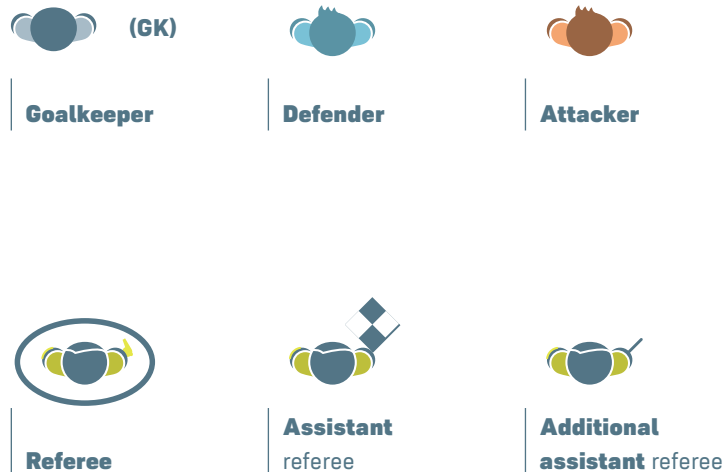 (GK)
Goalkeeper
Defender
Attacker
Referee
Assistant
referee
Additional
assistant referee